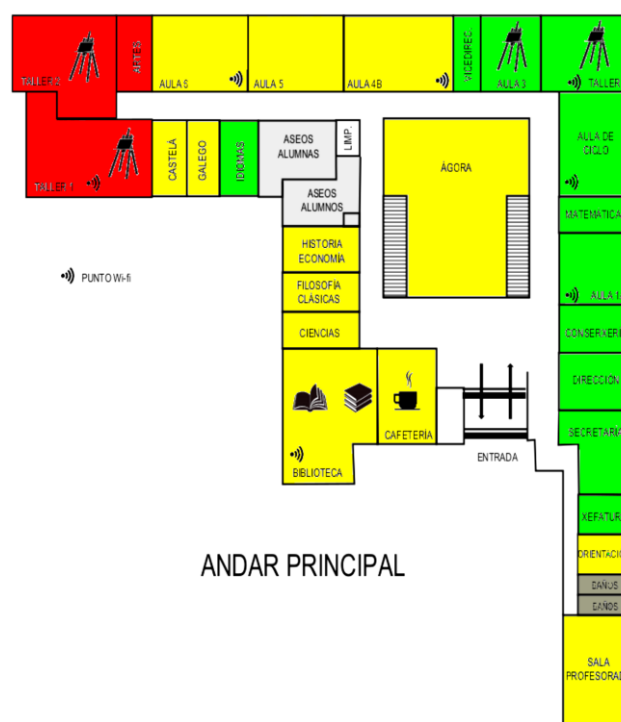 TALLER 2
AULA 6
AULA 5
AULA 4B
VICEDIREC.
AULA 3
TALLER
TALLER 1
CASTELÁ
GALEGO
IDIOMAS
ASEOS
ALUMNAS
LIMP.
ASEOS
ALUMNOS
ÁGORA
AULA DE
CICLO
MATEMÁTICA
HISTORIA
ECONOMÍA
FILOSOFÍA
CLÁSICAS
CIENCIAS
PUNTO Wi-fi
AULA 1
CONSERXERÍ
DIRECCIÓN
SECRETARÍA
BIBLIOTECA
CAFETERÍA
ENTRADA
XEFATUR
ORIENTACIÓ
BAÑOS
BAÑOS
SALA
PROFESORAD
ANDAR PRINCIPAL